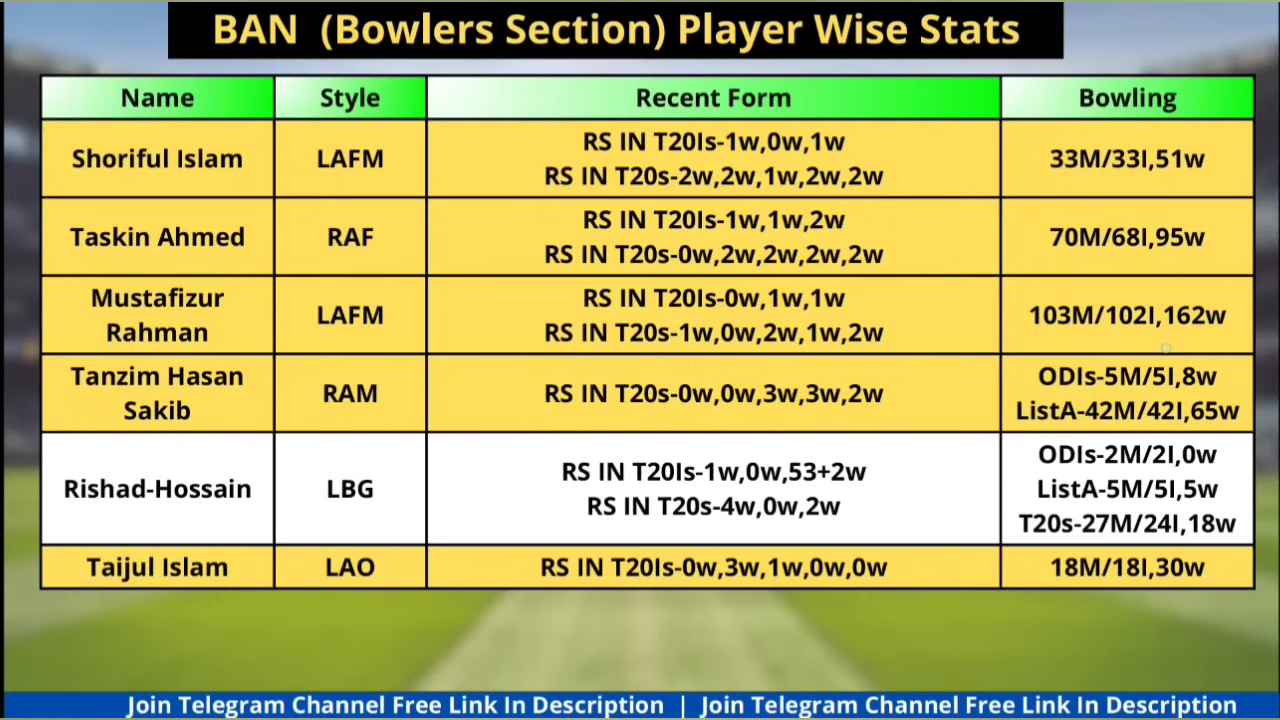 BAN (Bowlers Section) Player Wise Stats
Name Style Recent Form Bowling
Shoriful Islam LAFM RS IN T20Is-1w,0w,1w
RS IN T20s-2w,2w,1w,2w,2w 33M/33I,51w
Taskin Ahmed RAF RS IN T20Is-1w,1w,2w
RS IN T20s-0w,2w,2w,2w,2w 70M/68I,95w
Mustafizur
Rahman LAFM RS IN T20Is-0w,1w,1w
RS IN T20s-1w,0w,2w,1w,2w 103M/102I,162w
Tanzim Hasan
Sakib RAM RS IN T20s-0w,0w,3w,3w,2w ODIs-5M/5I,8w
ListA-42M/42I,65w
Rishad-Hossain LBG RS IN T20Is-1w,0w,53+2w
RS IN T20s-4w,0w,2w ODIs-2M/2I,0w
ListA-5M/5I,5w
T20s-27M/24I,18w
Taijul Islam LAO RS IN T20Is-0w,3w,1w,0w,0w 18M/18I,30w
Join Telegram Channel Free Link In Description | Join Telegram Channel Free Link In Description